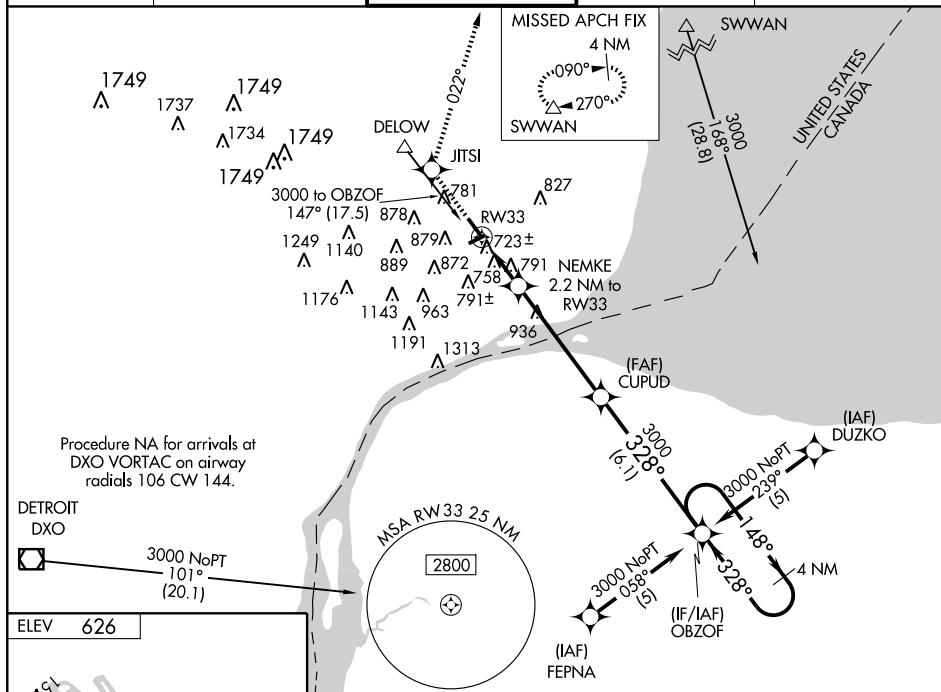 MISSED APCH FIX
4 NM
090°
270°
SWWAN
SWWAN
3000
168°
(28.8)
UNITED STATES
CANADA
022°
1749
1737
1749
1734
1749
1749
DELOW
JITSI
3000 to OBZOF
147° (17.5)
781
827
878
RW33
1249
1140
879
723±
889
872
758
791
NEMKE
2.2 NM to
RW33
1176
1143
963
791±
936
1191
1313
(FAF)
CUPUD
3000
328°
(6.1)
(IAF)
DUZKO
3000 NoPT
239°
(5)
148°
4 NM
328°
Procedure NA for arrivals at
DXO VORTAC on airway
radials 106 CW 144.
DETROIT
DXO
3000 NoPT
101°
(20.1)
MSA RW33 25 NM
2800
3000 NoPT
058°
(5)
(IF/IAF)
OBZOF
(IAF)
FEPNA
ELEV 626